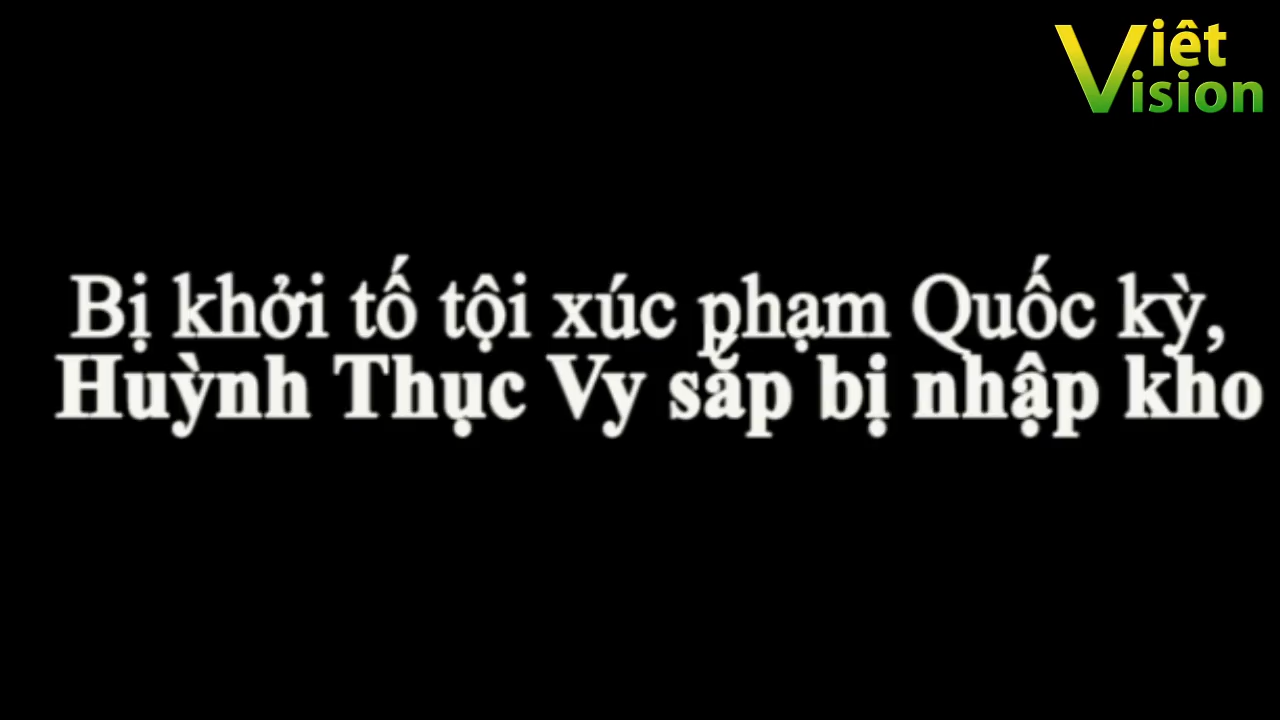 Việt
Vision
Bị khởi tố tội xúc phạm Quốc kỳ,
Huỳnh Thục Vy sắp bị nhập kho